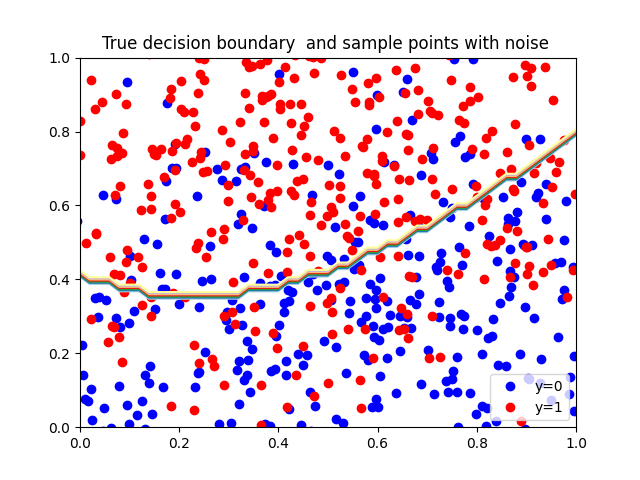 True decision boundary  and sample points with noise
1.0
0.8
0.6
0.4
0.2
0.0
0.0 0.2 0.4 0.6 0.8 1.0
y=0
y=1